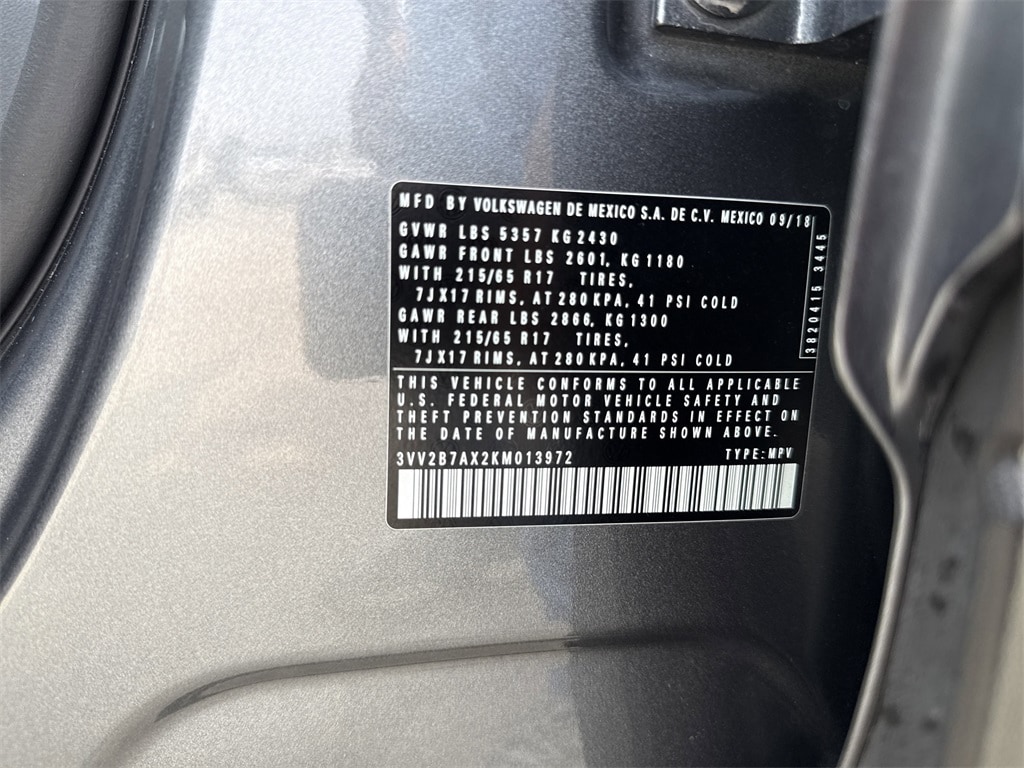 MFD BY VOLKSWAGEN DE MEXICO S.A. DE C.V. MEXICO 09/18
GVWR LBS 5357 KG 2430
GAWR FRONT LBS 2601, KG 1180
WITH 215/65 R17 TIRES,
7JX17 RIMS, AT 280 KPA, 41 PSI COLD
GAWR REAR LBS 2866, KG 1300
WITH 215/65 R17 TIRES,
7JX17 RIMS, AT 280 KPA, 41 PSI COLD
3820415 3445
THIS VEHICLE CONFORMS TO ALL APPLICABLE
U.S. FEDERAL MOTOR VEHICLE SAFETY AND
THEFT PREVENTION STANDARDS IN EFFECT ON
THE DATE OF MANUFACTURE SHOWN ABOVE.
3VV2B7AX2KM013972 TYPE: MPV